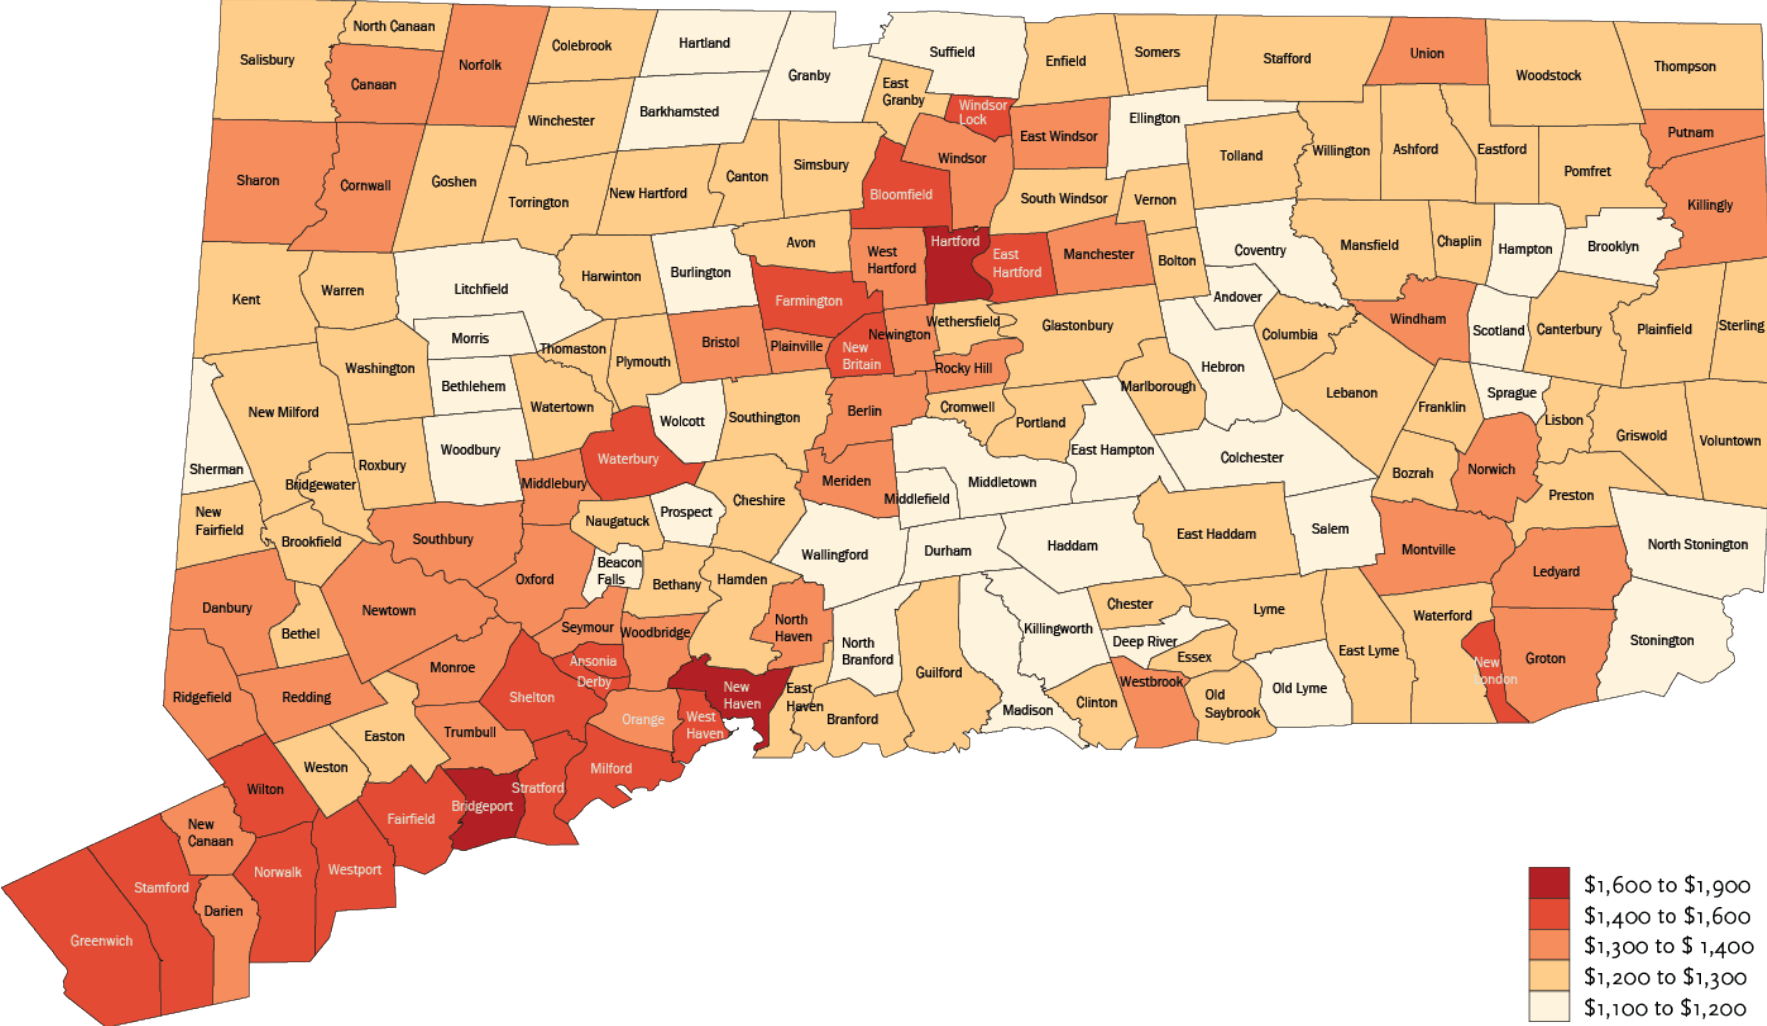 North Canaan
Salisbury
Canaan
Norfolk
Colebrook
Hartland
Granby
Suffield
East
Granby
Windsor
Lock
Enfield
Somers
Stafford
Union
Woodstock
Thompson
Winchester
Barkhamsted
East Windsor
Ellington
Putnam
Sharon
Cornwall
Goshen
Torrington
New Hartford
Canton
Simsbury
Bloomfield
Windsor
South Windsor
Vernon
Tolland
Willington
Ashford
Eastford
Pomfret
Killingly
Kent
Warren
Litchfield
Harwinton
Burlington
Avon
West
Hartford
Hartford
East
Hartford
Manchester
Bolton
Coventry
Mansfield
Chaplin
Hampton
Brooklyn
Farmington
Andover
Morris
Thomaston
Plymouth
Bristol
Plainville
New
Britain
Newington
Wethersfield
Rocky Hill
Glastonbury
Hebron
Columbia
Windham
Scotland
Canterbury
Plainfield
Sterling
Washington
Bethlehem
New Milford
Watertown
Wolcott
Southington
Berlin
Cromwell
Portland
Marlborough
Lebanon
Franklin
Sprague
Lisbon
Griswold
Voluntown
Sherman
Bridgewater
Roxbury
Woodbury
Middlebury
Waterbury
Cheshire
Meriden
Middlefield
Middletown
East Hampton
Colchester
Bozrah
Norwich
Preston
New
Fairfield
Brookfield
Southbury
Naugatuck
Prospect
Wallingford
Durham
Haddam
East Haddam
Salem
Montville
Ledyard
North Stonington
Danbury
Bethel
Newtown
Oxford
Beacon
Falls
Bethany
Hamden
North
Haven
North
Branford
Killingworth
Chester
Deep River
Lyme
Waterford
Groton
Stonington
Seymour
Woodbridge
Ridgefield
Redding
Monroe
Shelton
Ansonia
Derby
Orange
West
Haven
New
Haven
East
Haven
Branford
Guilford
Madison
Clinton
Westbrook
Essex
Old
Saybrook
Old Lyme
East Lyme
New
London
Easton
Trumbull
Weston
Wilton
Milford
Stratford
Bridgeport
Fairfield
New
Canaan
Norwalk
Westport
Stamford
Darien
Greenwich
$1,600 to $1,900
$1,400 to $1,600
$1,300 to $ 1,400
$1,200 to $1,300
$1,100 to $1,200